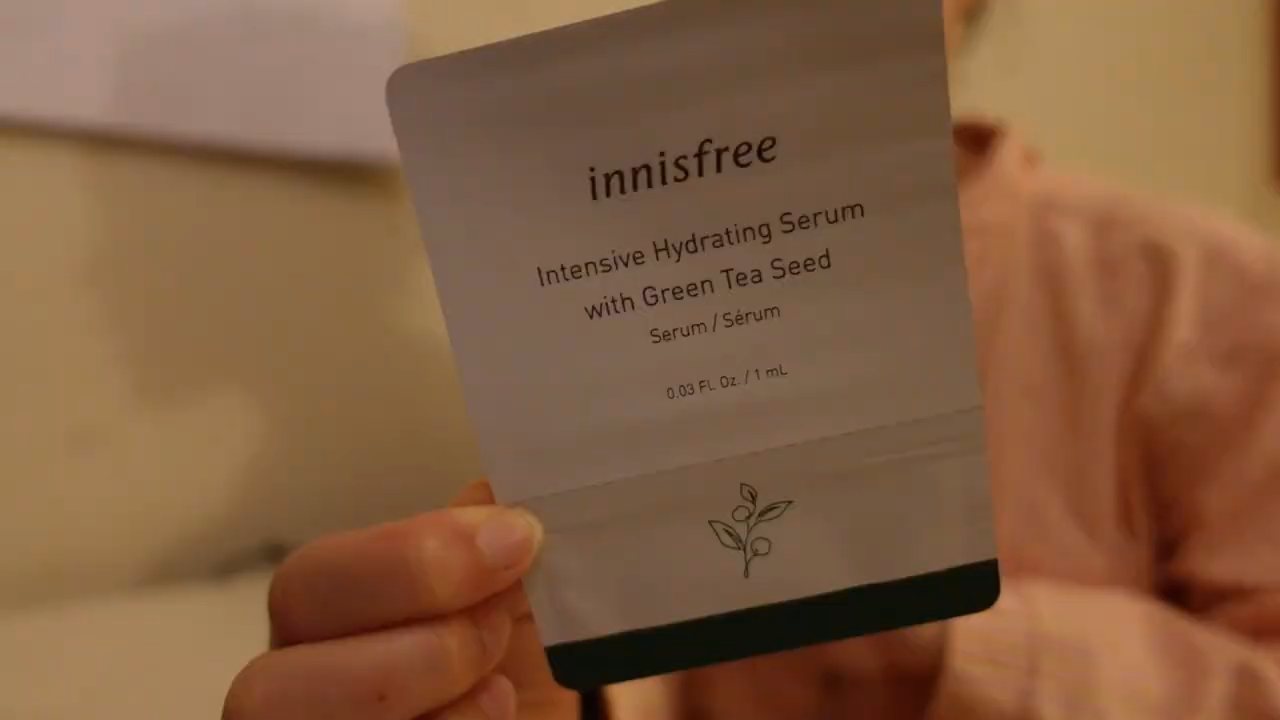 innisfree
Intensive Hydrating Serum
with Green Tea Seed
Serum / Sérum
0.03 FL. Oz. / 1 mL